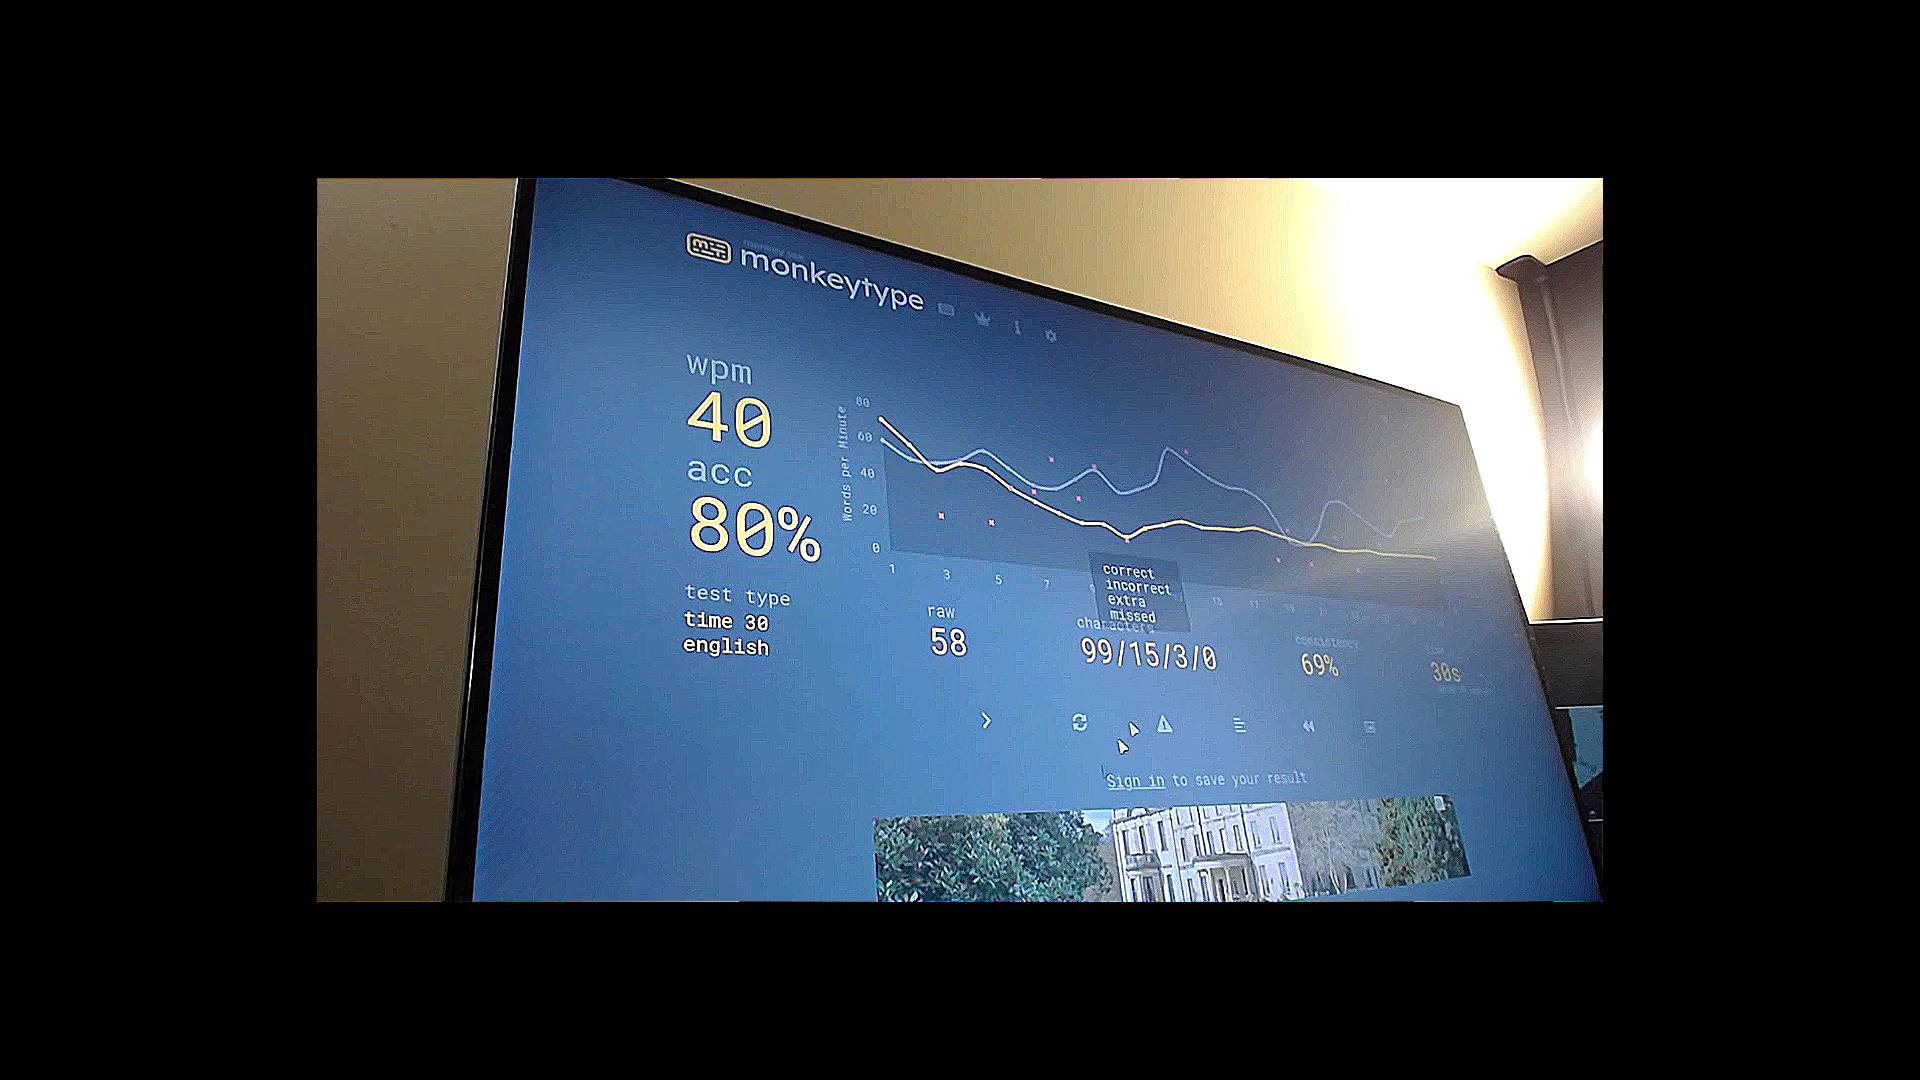 monkeytype
wpm
40
acc
80%
Words per Minute
80
60
40
20
0
1 3 5 7
correct
incorrect
extra
missed
test type
time 30
english
raw
58
characters
99/15/3/0
consistency
69%
30s
Sign in to save your result